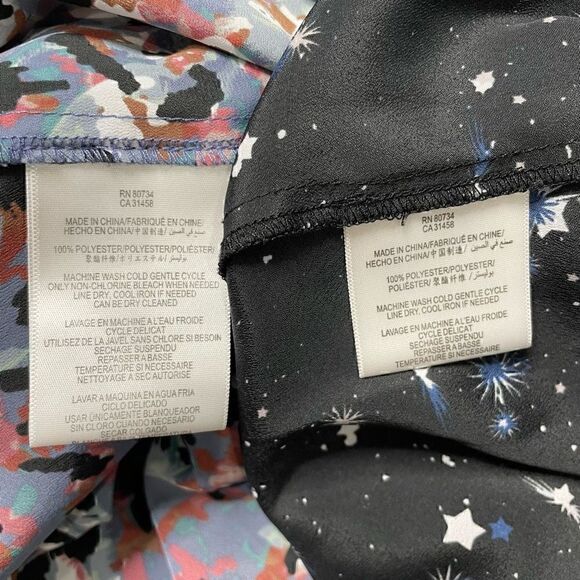 RN 80734
CA 31458
MADE IN CHINA/FABRIQUÉ EN CHINE/
HECHO EN CHINA/中国制造/ صنع في الصين/
100% POLYESTER/POLYESTER/POLIÉSTER/
聚酯纤维/ポリエステル/بوليستر
MACHINE WASH COLD GENTLE CYCLE
ONLY NON-CHLORINE BLEACH WHEN NEEDED
LINE DRY, COOL IRON IF NEEDED
CAN BE DRY CLEANED
LAVAGE EN MACHINE A L'EAU FROIDE
CYCLE DELICAT
UTILISEZ DE LA JAVEL SANS CHLORE SI BESOIN
SECHAGE SUSPENDU
REPASSER A BASSE
TEMPERATURE SI NECESSAIRE
NETTOYAGE A SEC AUTORISE
LAVAR A MAQUINA EN AGUA FRIA
CICLO DELICADO
USAR ÚNICAMENTE BLANQUEADOR
SIN CLORO CUANDO NECESARIO
SECAR COLGADO
RN 80734
CA 31458
MADE IN CHINA/FABRIQUÉ EN CHINE/
HECHO EN CHINA/中国制造/ صنع في الصين/
100% POLYESTER/POLYESTER/
POLIÉSTER/聚酯纤维/ بوليستر/
MACHINE WASH COLD GENTLE CYCLE
LINE DRY, COOL IRON IF NEEDED
LAVAGE EN MACHINE A L'EAU FROIDE
CYCLE DELICAT
SECHAGE SUSPENDU
REPASSER A BASSE
TEMPERATURE SI NECESSAIRE